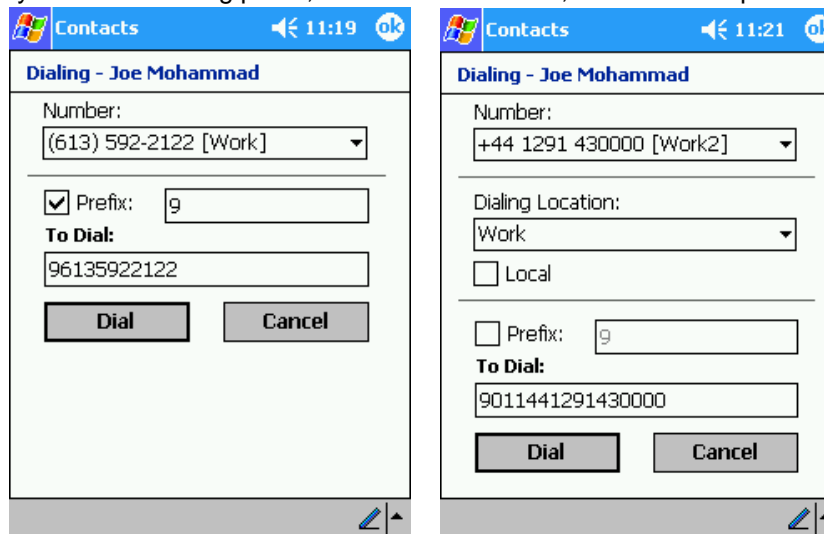 Contacts 11:19 ok
Dialing - Joe Mohammad
Number:
(613) 592-2122 [Work]
Prefix: 9
To Dial:
96135922122
Dial Cancel
Contacts 11:21
Dialing - Joe Mohammad
Number:
+44 1291 430000 [Work2]
Dialing Location:
Work
Local
Prefix: 9
To Dial:
9011441291430000
Dial Cancel